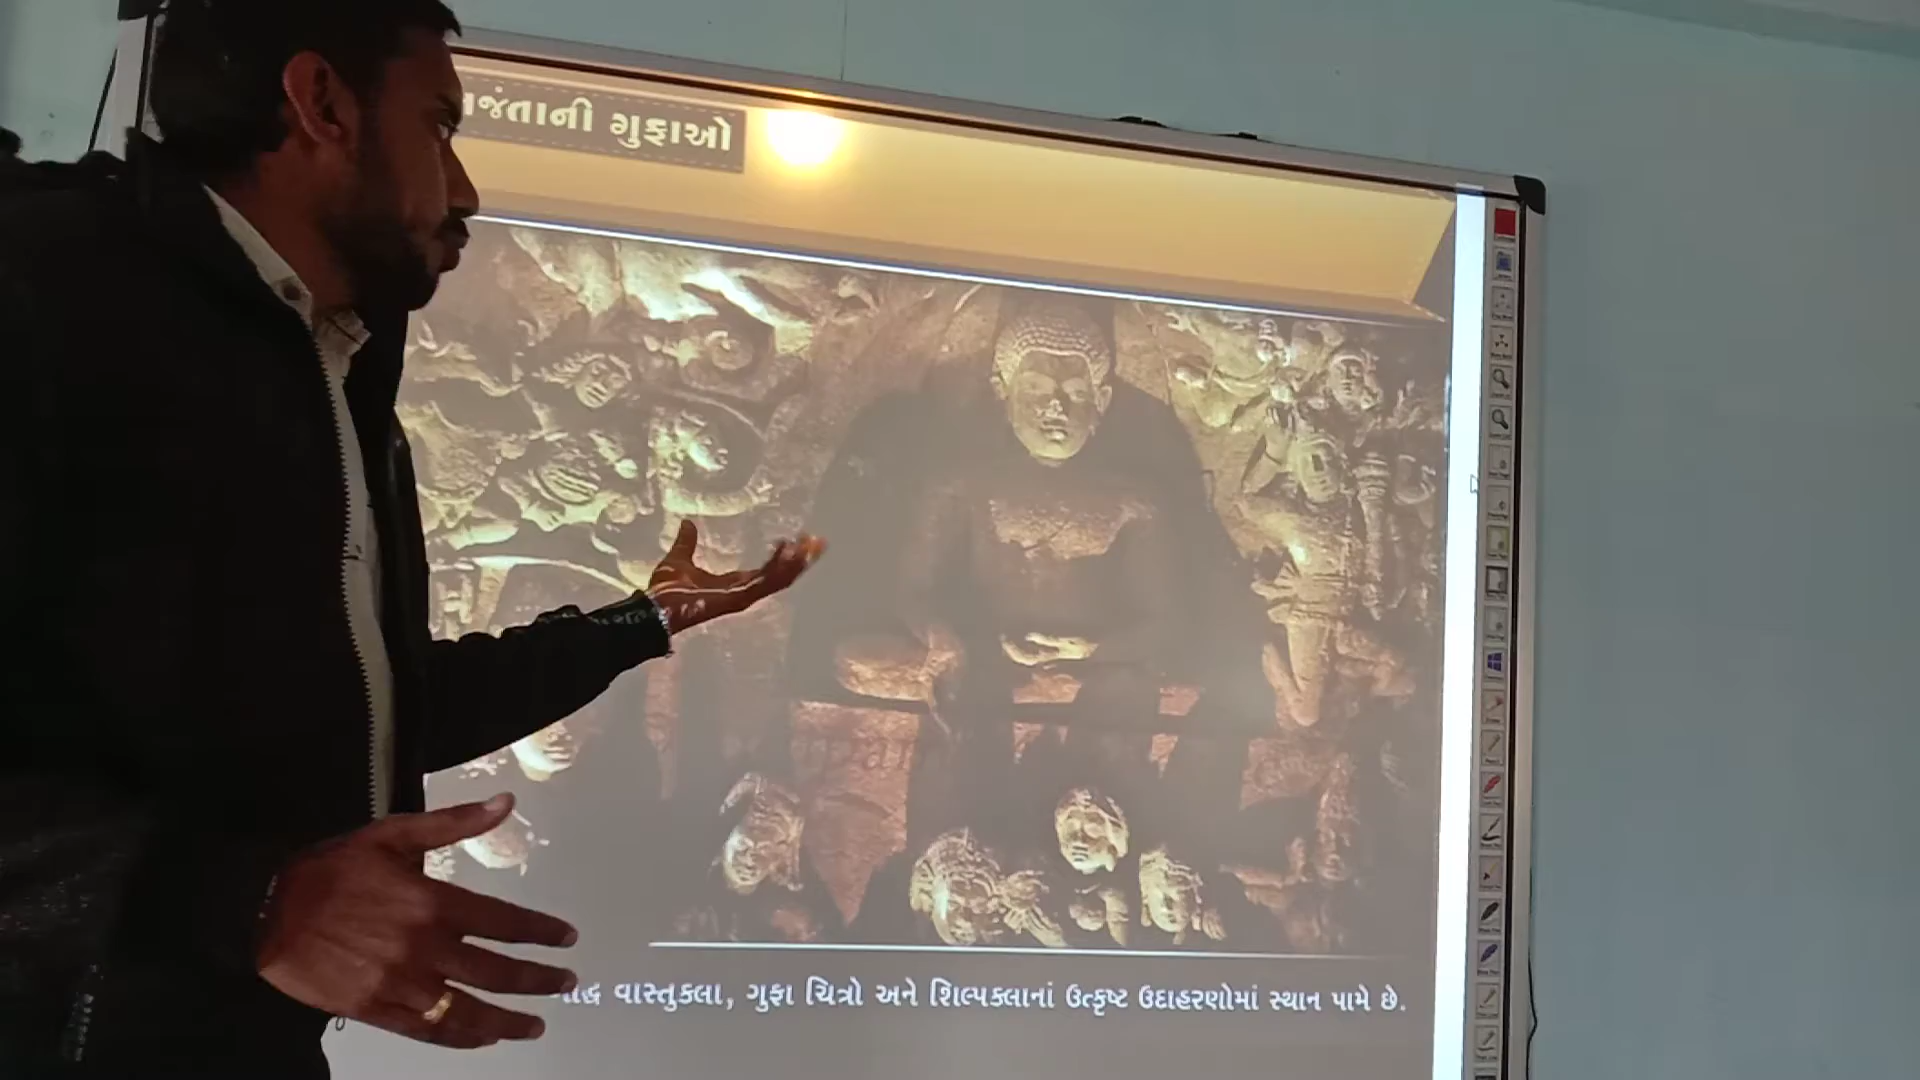 ગુફાઓ
વાસ્તુકલા, ગુફા ચિત્રો અને શિલ્પકલાનાં ઉત્કૃષ્ટ ઉદાહરણોમાં સ્થાન પામે છે.